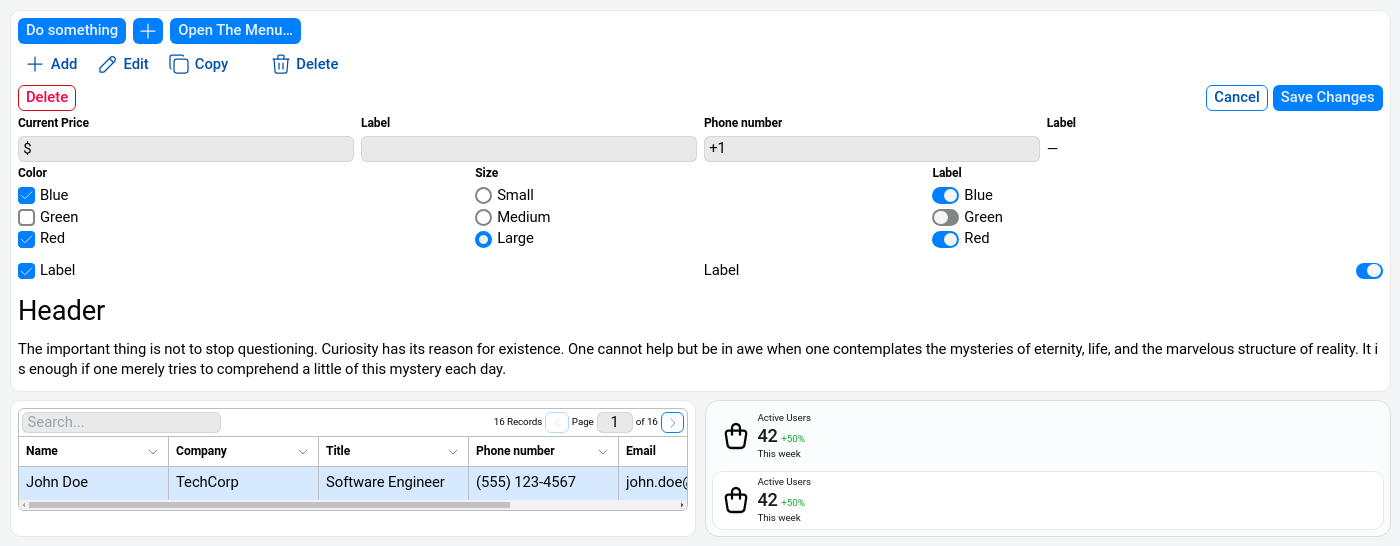 Do something Open The Menu...
Add Edit Copy Delete
Delete Cancel Save Changes
Current Price Label Phone number Label
$ +1 —
Color Size Label
Blue Small Blue
Green Medium Green
Red Large Red
Label Label
Header
The important thing is not to stop questioning. Curiosity has its reason for existence. One cannot help but be in awe when one contemplates the mysteries of eternity, life, and the marvelous structure of reality. It i
s enough if one merely tries to comprehend a little of this mystery each day.
Search... 16 Records Page 1 of 16
Name Company Title Phone number Email
John Doe TechCorp Software Engineer (555) 123-4567 john.doe@
Active Users
42 +50%
This week
Active Users
42 +50%
This week